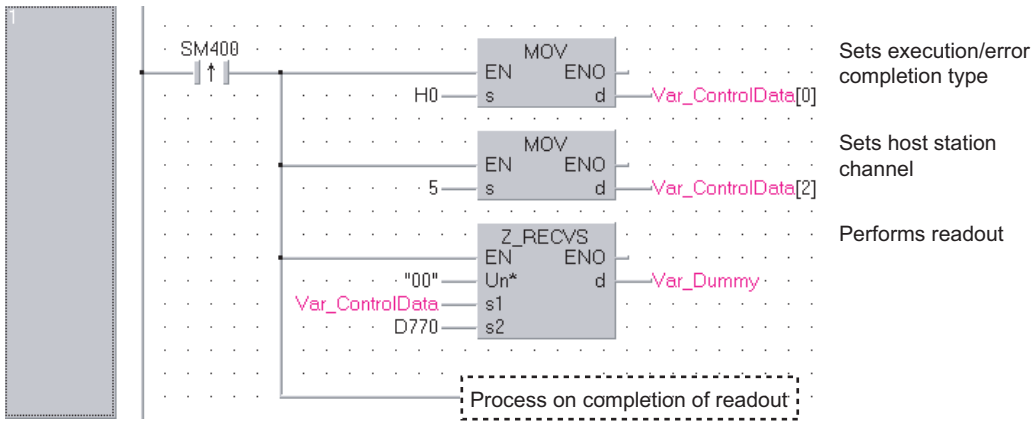 1
SM400
MOV
EN ENO
H0 s d Var_ControlData[0]
Sets execution/error
completion type
MOV
EN ENO
5 s d Var_ControlData[2]
Sets host station
channel
Z_RECVS
EN ENO
"00" Un* d Var_Dummy
Var_ControlData s1
D770 s2
Performs readout
Process on completion of readout